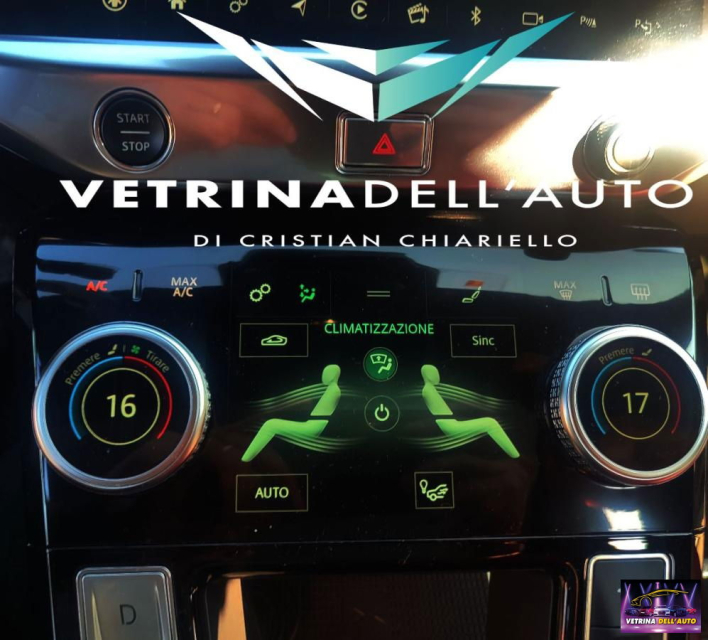 P
START
STOP
VETRINADELL'AUTO
DI CRISTIAN CHIARIELLO
A/C
MAX
A/C
MAX
CLIMATIZZAZIONE
Sinc
Premere
Tirare
16
Premere
17
AUTO
D
VETRINA DELL'AUTO